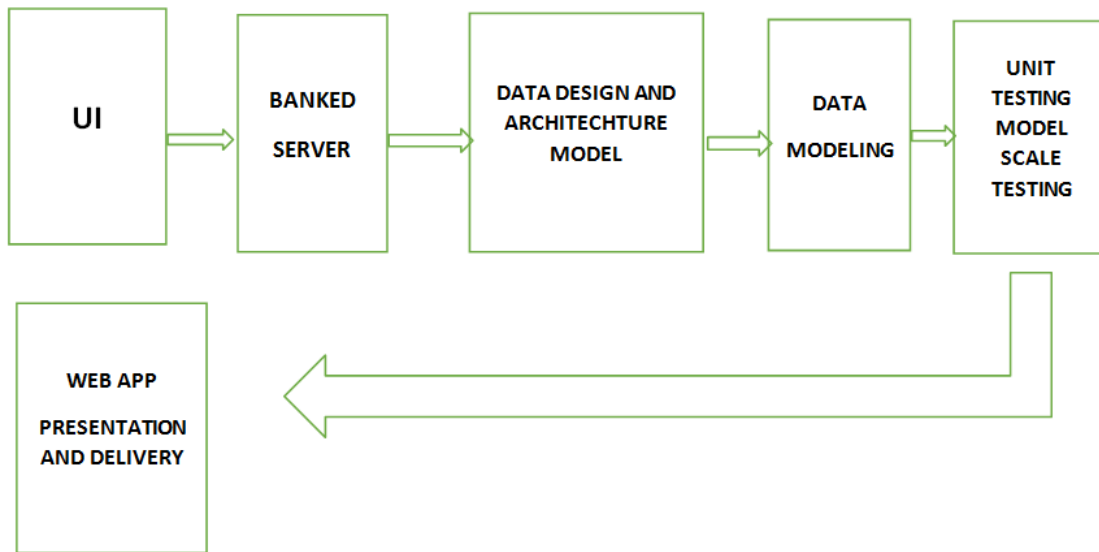 UI
BANKED
SERVER
DATA DESIGN AND
ARCHITECHTURE
MODEL
DATA
MODELING
UNIT
TESTING
MODEL
SCALE
TESTING
WEB APP
PRESENTATION
AND DELIVERY